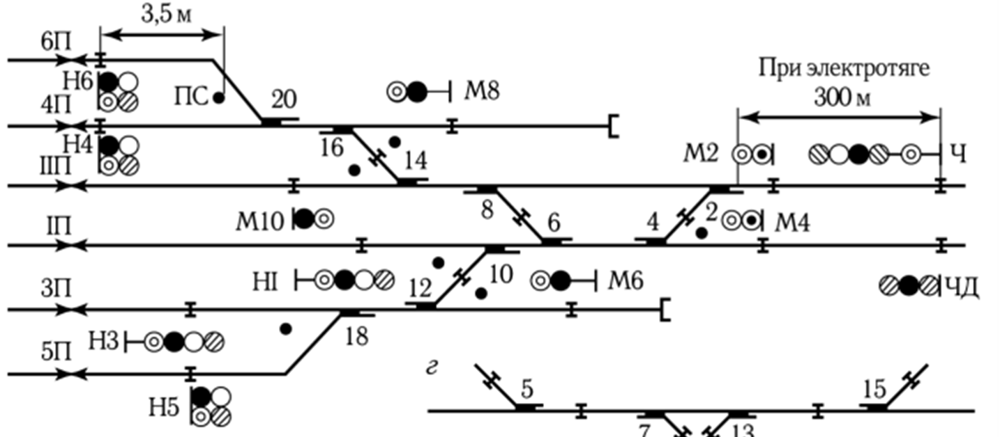 3,5 м
6П
Н6
ПС
20
М8
При электротяге
300 м
4П
Н4
16
14
М2
Ч
IIП
М10
8
6
4
2
М4
IП
НI
12
10
М6
ЧД
3П
Н3
18
5П
Н5
г
5
15
7
13